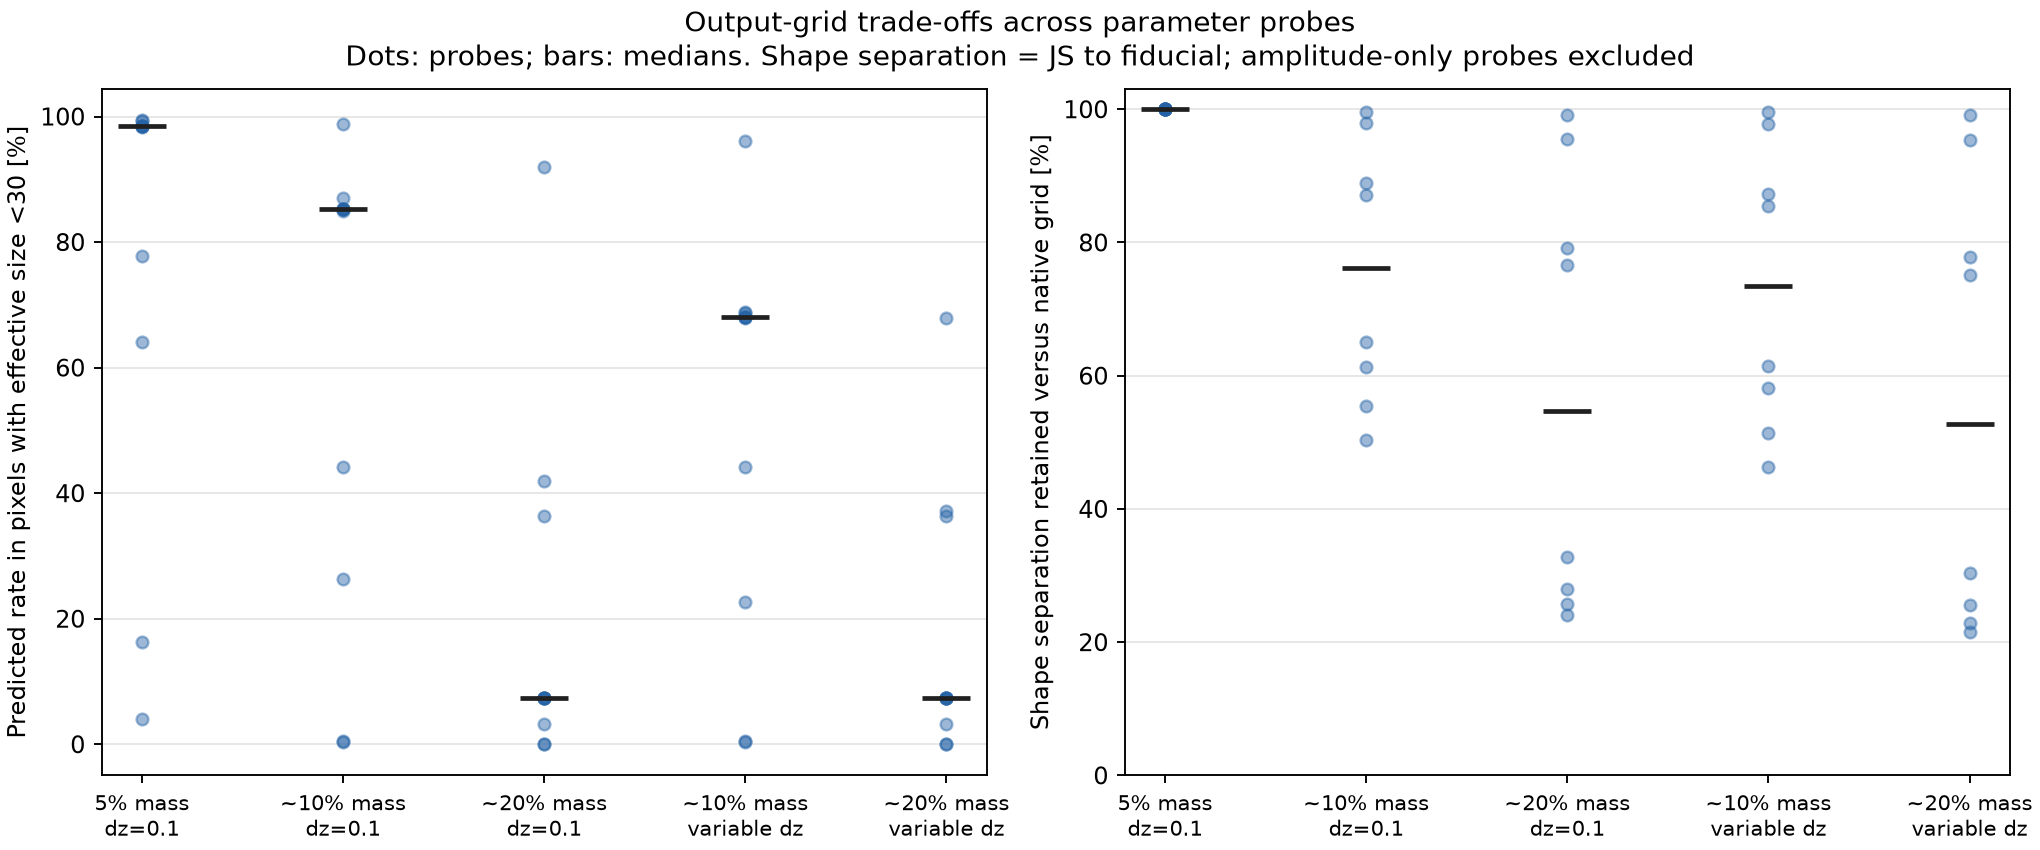 Output-grid trade-offs across parameter probes
Dots: probes; bars: medians. Shape separation = JS to fiducial; amplitude-only probes excluded
Predicted rate in pixels with effective size <30 [%]
100
80
60
40
20
0
5% mass
dz=0.1
~10% mass
dz=0.1
~20% mass
dz=0.1
~10% mass
variable dz
~20% mass
variable dz
Shape separation retained versus native grid [%]
100
80
60
40
20
0
5% mass
dz=0.1
~10% mass
dz=0.1
~20% mass
dz=0.1
~10% mass
variable dz
~20% mass
variable dz